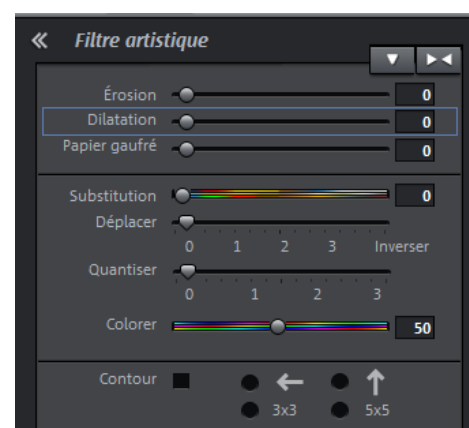 Filtre artistique
Érosion 0
Dilatation 0
Papier gaufré 0
Substitution 0
Déplacer
0 1 2 3 Inverser
Quantiser
0 1 2 3
Colorer 50
Contour
3x3 5x5